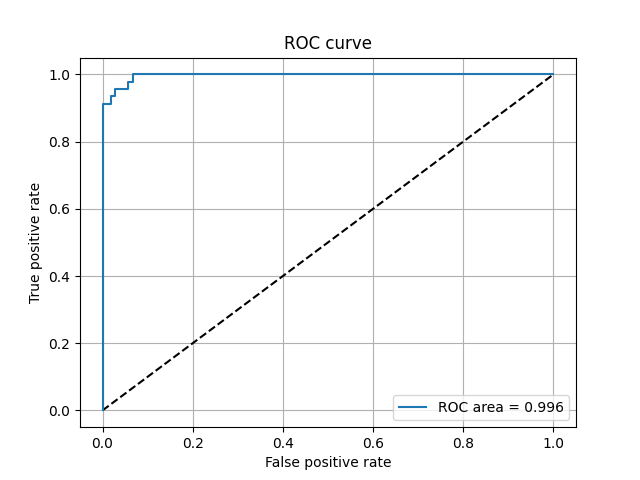 ROC curve
True positive rate
1.0
0.8
0.6
0.4
0.2
0.0
ROC area = 0.996
0.0 0.2 0.4 0.6 0.8 1.0
False positive rate